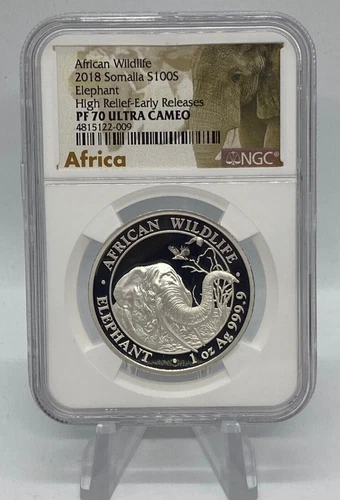 African Wildlife
2018 Somalia S100S
Elephant
High Relief-Early Releases
PF 70 ULTRA CAMEO
4815122-009
Africa
NGC
AFRICAN WILDLIFE
ELEPHANT • 1 oz Ag 999.9